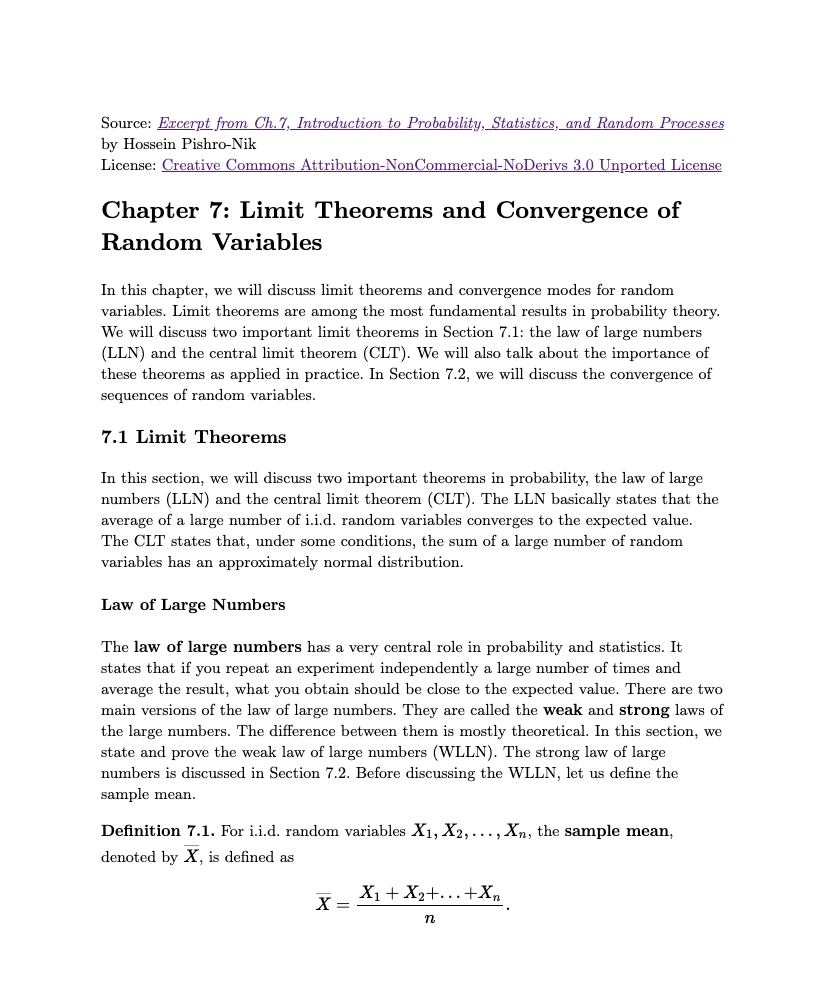 Source: Excerpt from Ch.7, Introduction to Probability, Statistics, and Random Processes
by Hossein Pishro-Nik
License: Creative Commons Attribution-NonCommercial-NoDerivs 3.0 Unported License
Chapter 7: Limit Theorems and Convergence of
Random Variables
In this chapter, we will discuss limit theorems and convergence modes for random
variables. Limit theorems are among the most fundamental results in probability theory.
We will discuss two important limit theorems in Section 7.1: the law of large numbers
(LLN) and the central limit theorem (CLT). We will also talk about the importance of
these theorems as applied in practice. In Section 7.2, we will discuss the convergence of
sequences of random variables.
7.1 Limit Theorems
In this section, we will discuss two important theorems in probability, the law of large
numbers (LLN) and the central limit theorem (CLT). The LLN basically states that the
average of a large number of i.i.d. random variables converges to the expected value.
The CLT states that, under some conditions, the sum of a large number of random
variables has an approximately normal distribution.
Law of Large Numbers
The law of large numbers has a very central role in probability and statistics. It
states that if you repeat an experiment independently a large number of times and
average the result, what you obtain should be close to the expected value. There are two
main versions of the law of large numbers. They are called the weak and strong laws of
the large numbers. The difference between them is mostly theoretical. In this section, we
state and prove the weak law of large numbers (WLLN). The strong law of large
numbers is discussed in Section 7.2. Before discussing the WLLN, let us define the
sample mean.
Definition 7.1. For i.i.d. random variables X₁, X₂, . . . , Xₙ, the sample mean,
denoted by X̅, is defined as
X̅ = (X₁ + X₂+. . . +Xₙ) / n.